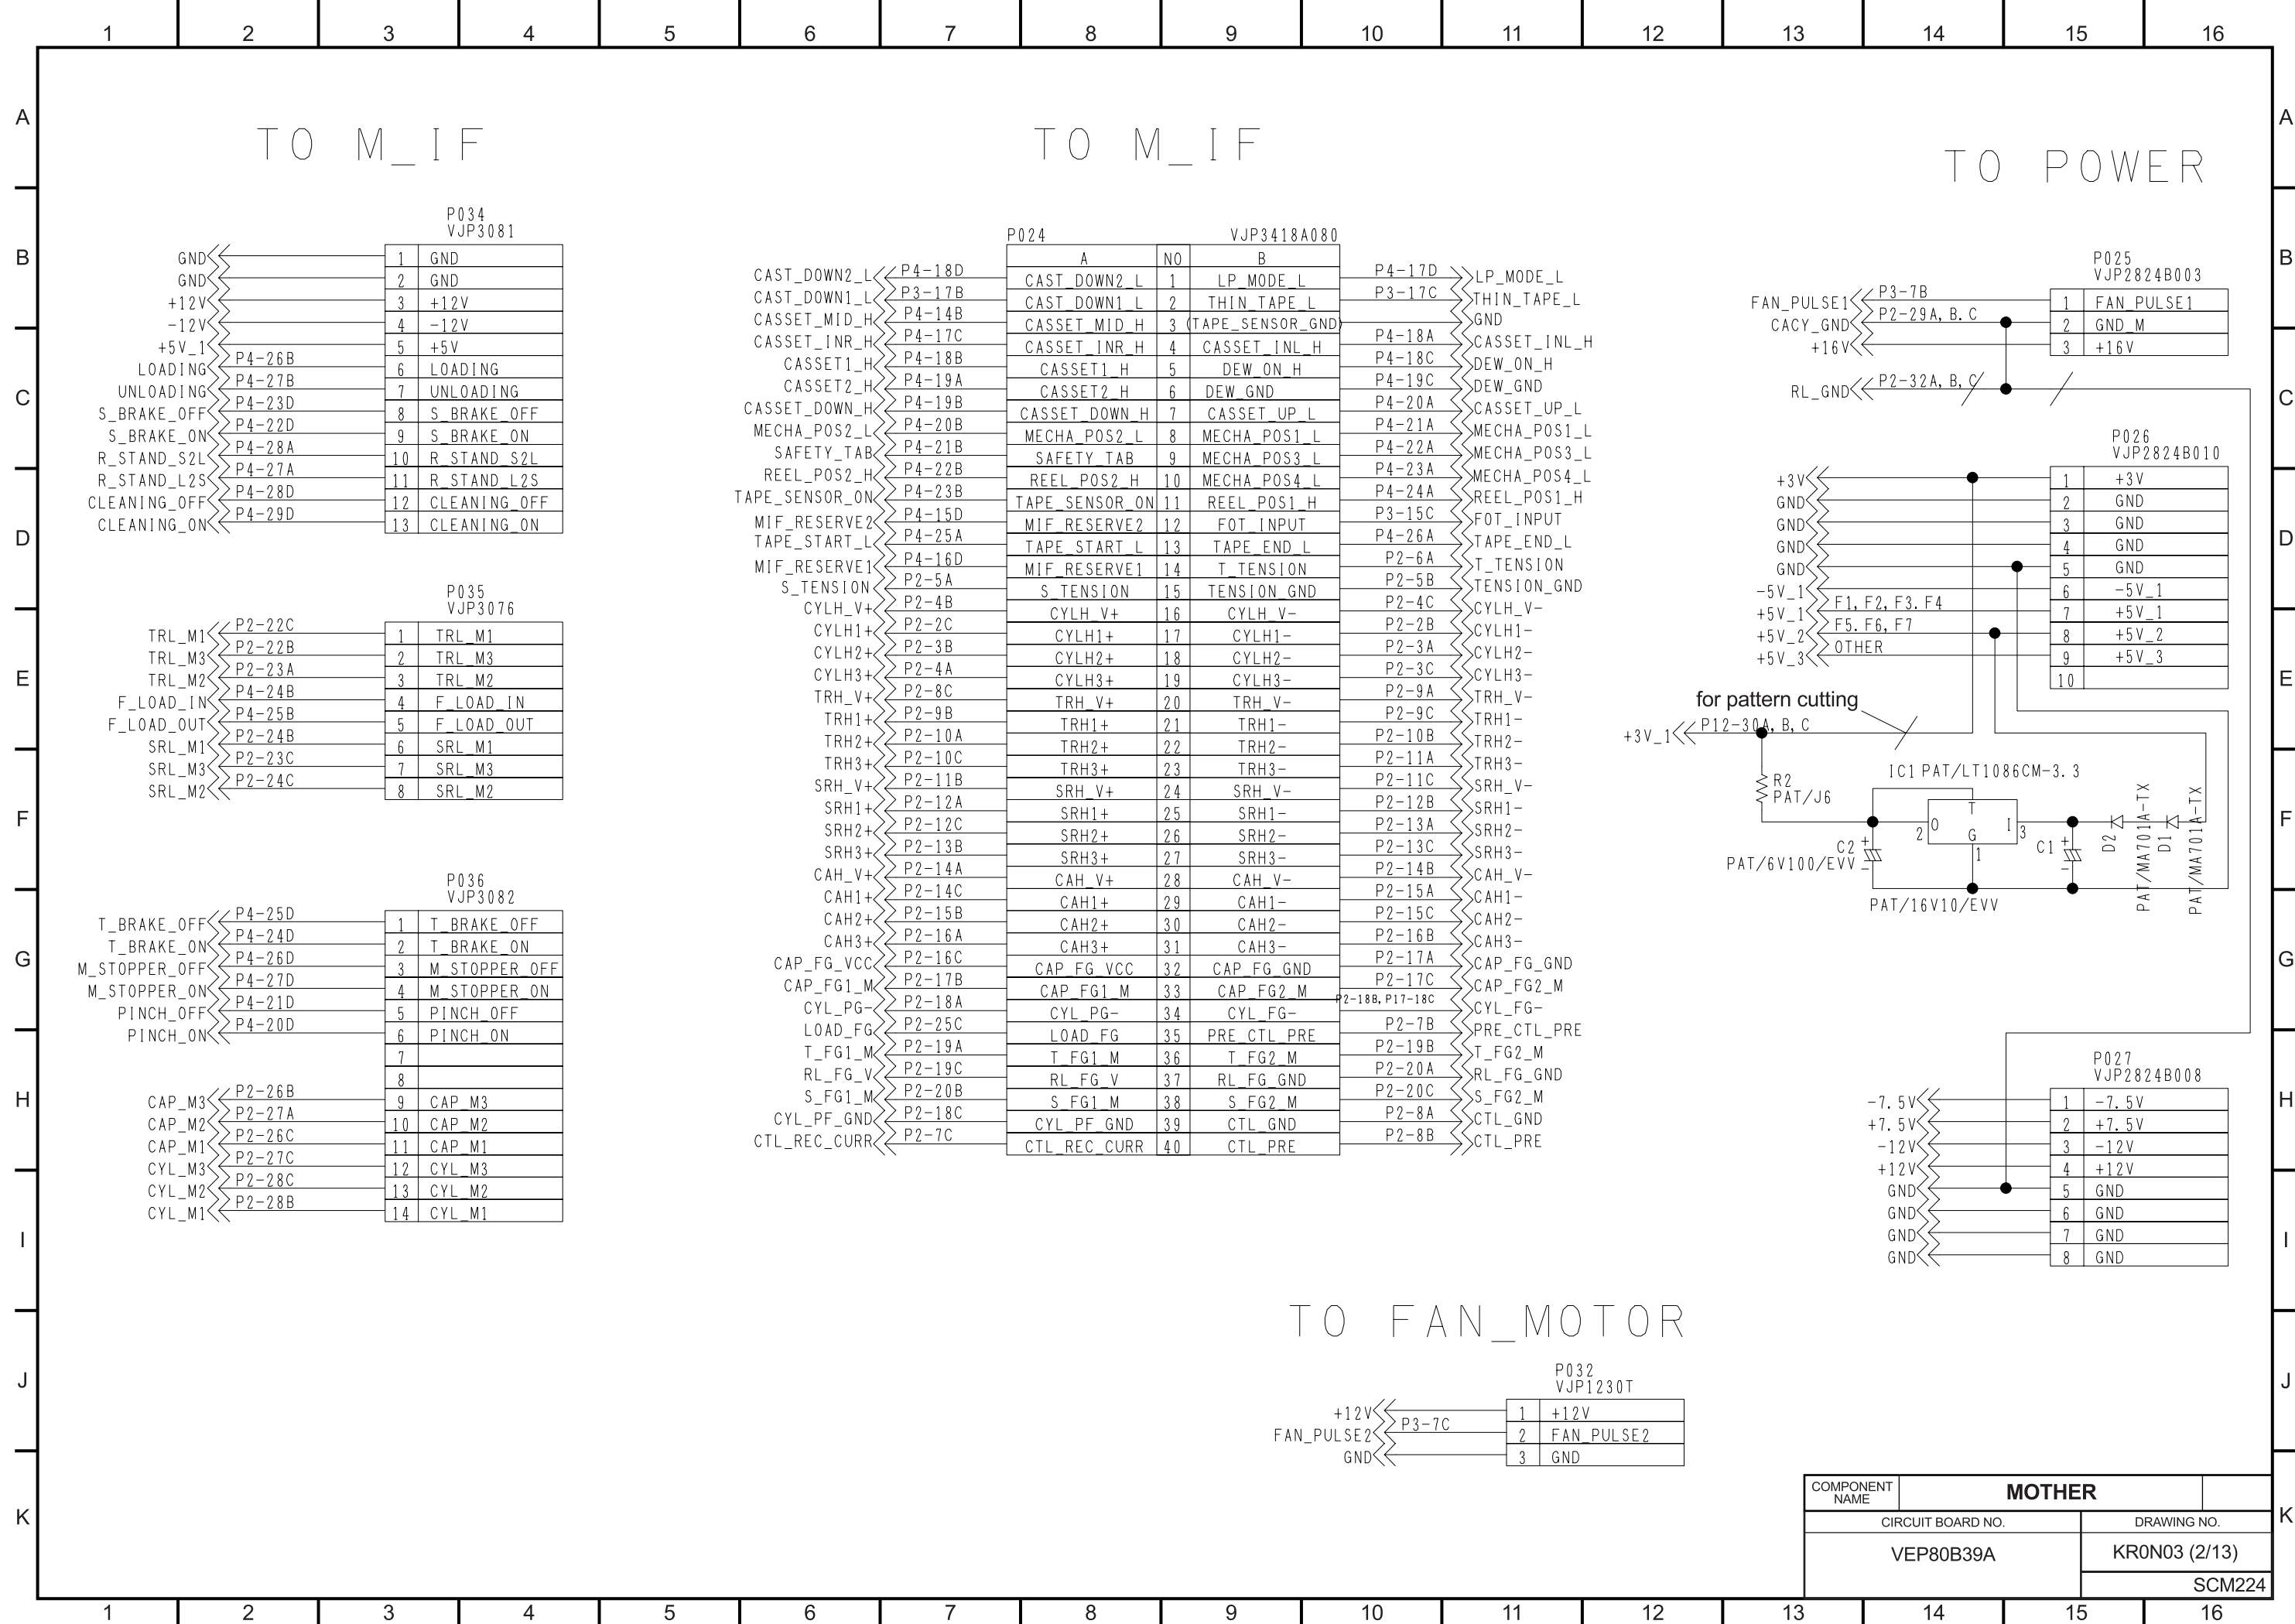 1 2 3 4 5 6 7 8 9 10 11 12 13 14 15 16
A A
B B
C C
D D
E E
F F
G G
H H
I I
J J
K K
TO M_IF
P034
VJP3081
GND 1 GND
GND 2 GND
+12V 3 +12V
-12V 4 -12V
+5V_1 5 +5V
LOADING P4-26B 6 LOADING
UNLOADING P4-27B 7 UNLOADING
S_BRAKE_OFF P4-23D 8 S_BRAKE_OFF
S_BRAKE_ON P4-22D 9 S_BRAKE_ON
R_STAND_S2L P4-28A 10 R_STAND_S2L
R_STAND_L2S P4-27A 11 R_STAND_L2S
CLEANING_OFF P4-28D 12 CLEANING_OFF
CLEANING_ON P4-29D 13 CLEANING_ON
P035
VJP3076
TRL_M1 P2-22C 1 TRL_M1
TRL_M3 P2-22B 2 TRL_M3
TRL_M2 P2-23A 3 TRL_M2
F_LOAD_IN P4-24B 4 F_LOAD_IN
F_LOAD_OUT P4-25B 5 F_LOAD_OUT
SRL_M1 P2-24B 6 SRL_M1
SRL_M3 P2-23C 7 SRL_M3
SRL_M2 P2-24C 8 SRL_M2
P036
VJP3082
T_BRAKE_OFF P4-25D 1 T_BRAKE_OFF
T_BRAKE_ON P4-24D 2 T_BRAKE_ON
M_STOPPER_OFF P4-26D 3 M_STOPPER_OFF
M_STOPPER_ON P4-27D 4 M_STOPPER_ON
PINCH_OFF P4-21D 5 PINCH_OFF
PINCH_ON P4-20D 6 PINCH_ON
7
8
CAP_M3 P2-26B 9 CAP_M3
CAP_M2 P2-27A 10 CAP_M2
CAP_M1 P2-26C 11 CAP_M1
CYL_M3 P2-27C 12 CYL_M3
CYL_M2 P2-28C 13 CYL_M2
CYL_M1 P2-28B 14 CYL_M1
TO M_IF
P024 VJP3418A080
A NO B
CAST_DOWN2_L P4-18D CAST_DOWN2_L 1 LP_MODE_L P4-17D LP_MODE_L
CAST_DOWN1_L P3-17B CAST_DOWN1_L 2 THIN_TAPE_L P3-17C THIN_TAPE_L
CASSET_MID_H P4-14B CASSET_MID_H 3 (TAPE_SENSOR_GND) GND
CASSET_INR_H P4-17C CASSET_INR_H 4 CASSET_INL_H P4-18A CASSET_INL_H
CASSET1_H P4-18B CASSET1_H 5 DEW_ON_H P4-18C DEW_ON_H
CASSET2_H P4-19A CASSET2_H 6 DEW_GND P4-19C DEW_GND
CASSET_DOWN_H P4-19B CASSET_DOWN_H 7 CASSET_UP_L P4-20A CASSET_UP_L
MECHA_POS2_L P4-20B MECHA_POS2_L 8 MECHA_POS1_L P4-21A MECHA_POS1_L
SAFETY_TAB P4-21B SAFETY_TAB 9 MECHA_POS3_L P4-22A MECHA_POS3_L
REEL_POS2_H P4-22B REEL_POS2_H 10 MECHA_POS4_L P4-23A MECHA_POS4_L
TAPE_SENSOR_ON P4-23B TAPE_SENSOR_ON 11 REEL_POS1_H P4-24A REEL_POS1_H
MIF_RESERVE2 P4-15D MIF_RESERVE2 12 FOT_INPUT P3-15C FOT_INPUT
TAPE_START_L P4-25A TAPE_START_L 13 TAPE_END_L P4-26A TAPE_END_L
MIF_RESERVE1 P4-16D MIF_RESERVE1 14 T_TENSION P2-6A T_TENSION
S_TENSION P2-5A S_TENSION 15 TENSION_GND P2-5B TENSION_GND
CYLH_V+ P2-4B CYLH_V+ 16 CYLH_V- P2-4C CYLH_V-
CYLH1+ P2-2C CYLH1+ 17 CYLH1- P2-2B CYLH1-
CYLH2+ P2-3B CYLH2+ 18 CYLH2- P2-3A CYLH2-
CYLH3+ P2-4A CYLH3+ 19 CYLH3- P2-3C CYLH3-
TRH_V+ P2-8C TRH_V+ 20 TRH_V- P2-9A TRH_V-
TRH1+ P2-9B TRH1+ 21 TRH1- P2-9C TRH1-
TRH2+ P2-10A TRH2+ 22 TRH2- P2-10B TRH2-
TRH3+ P2-10C TRH3+ 23 TRH3- P2-11A TRH3-
SRH_V+ P2-11B SRH_V+ 24 SRH_V- P2-11C SRH_V-
SRH1+ P2-12A SRH1+ 25 SRH1- P2-12B SRH1-
SRH2+ P2-12C SRH2+ 26 SRH2- P2-13A SRH2-
SRH3+ P2-13B SRH3+ 27 SRH3- P2-13C SRH3-
CAH_V+ P2-14A CAH_V+ 28 CAH_V- P2-14B CAH_V-
CAH1+ P2-14C CAH1+ 29 CAH1- P2-15A CAH1-
CAH2+ P2-15B CAH2+ 30 CAH2- P2-15C CAH2-
CAH3+ P2-16A CAH3+ 31 CAH3- P2-16B CAH3-
CAP_FG_VCC P2-16C CAP_FG_VCC 32 CAP_FG_GND P2-17A CAP_FG_GND
CAP_FG1_M P2-17B CAP_FG1_M 33 CAP_FG2_M P2-17C CAP_FG2_M
CYL_PG- P2-18A CYL_PG- 34 CYL_FG- P2-18B,P17-18C CYL_FG-
LOAD_FG P2-25C LOAD_FG 35 PRE_CTL_PRE P2-7B PRE_CTL_PRE
T_FG1_M P2-19A T_FG1_M 36 T_FG2_M P2-19B T_FG2_M
RL_FG_V P2-19C RL_FG_V 37 RL_FG_GND P2-20A RL_FG_GND
S_FG1_M P2-20B S_FG1_M 38 S_FG2_M P2-20C S_FG2_M
CYL_PF_GND P2-18C CYL_PF_GND 39 CTL_GND P2-8A CTL_GND
CTL_REC_CURR P2-7C CTL_REC_CURR 40 CTL_PRE P2-8B CTL_PRE
TO POWER
P025
VJP2824B003
FAN_PULSE1 P3-7B 1 FAN_PULSE1
CACY_GND P2-29A,B.C 2 GND_M
+16V 3 +16V
RL_GND P2-32A,B,C
P026
VJP2824B010
+3V 1 +3V
GND 2 GND
GND 3 GND
GND 4 GND
GND 5 GND
-5V_1 6 -5V_1
+5V_1 F1,F2,F3.F4 7 +5V_1
+5V_2 F5.F6,F7 8 +5V_2
+5V_3 OTHER 9 +5V_3
10
for pattern cutting
+3V_1 P12-30A,B,C
R2
PAT/J6
IC1 PAT/LT1086CM-3.3
T
2 O G I 3
1
C2 +
-
PAT/6V100/EVV
C1 +
-
PAT/16V10/EVV
D2
PAT/MA701A-TX
D1
PAT/MA701A-TX
P027
VJP2824B008
-7.5V 1 -7.5V
+7.5V 2 +7.5V
-12V 3 -12V
+12V 4 +12V
GND 5 GND
GND 6 GND
GND 7 GND
GND 8 GND
TO FAN_MOTOR
P032
VJP1230T
+12V 1 +12V
FAN_PULSE2 P3-7C 2 FAN_PULSE2
GND 3 GND
COMPONENT NAME MOTHER
CIRCUIT BOARD NO. DRAWING NO.
VEP80B39A KR0N03 (2/13)
SCM224
1 2 3 4 5 6 7 8 9 10 11 12 13 14 15 16